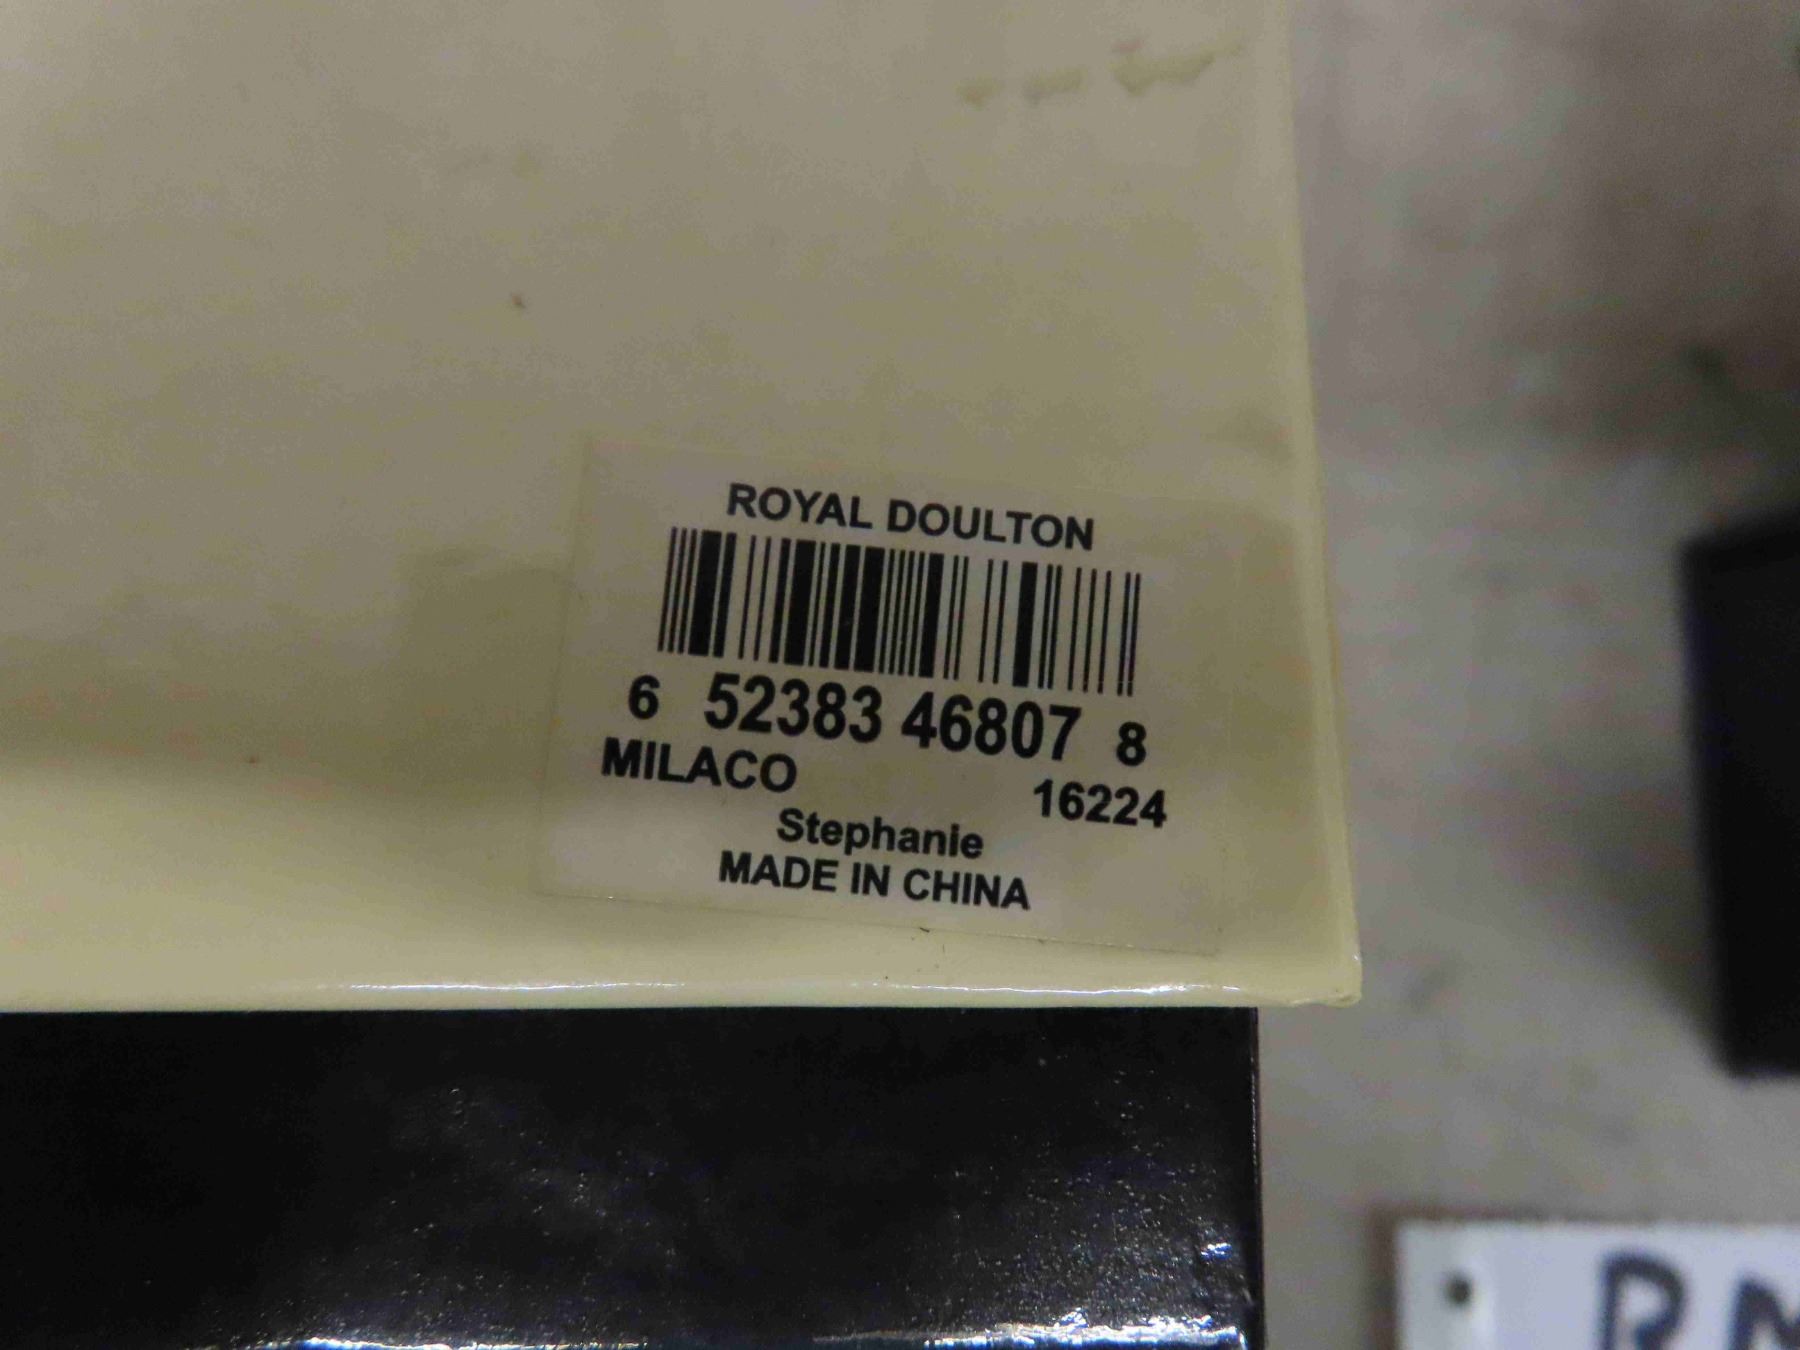 ROYAL DOULTON
6 52383 46807 8
MILACO 16224
Stephanie
MADE IN CHINA